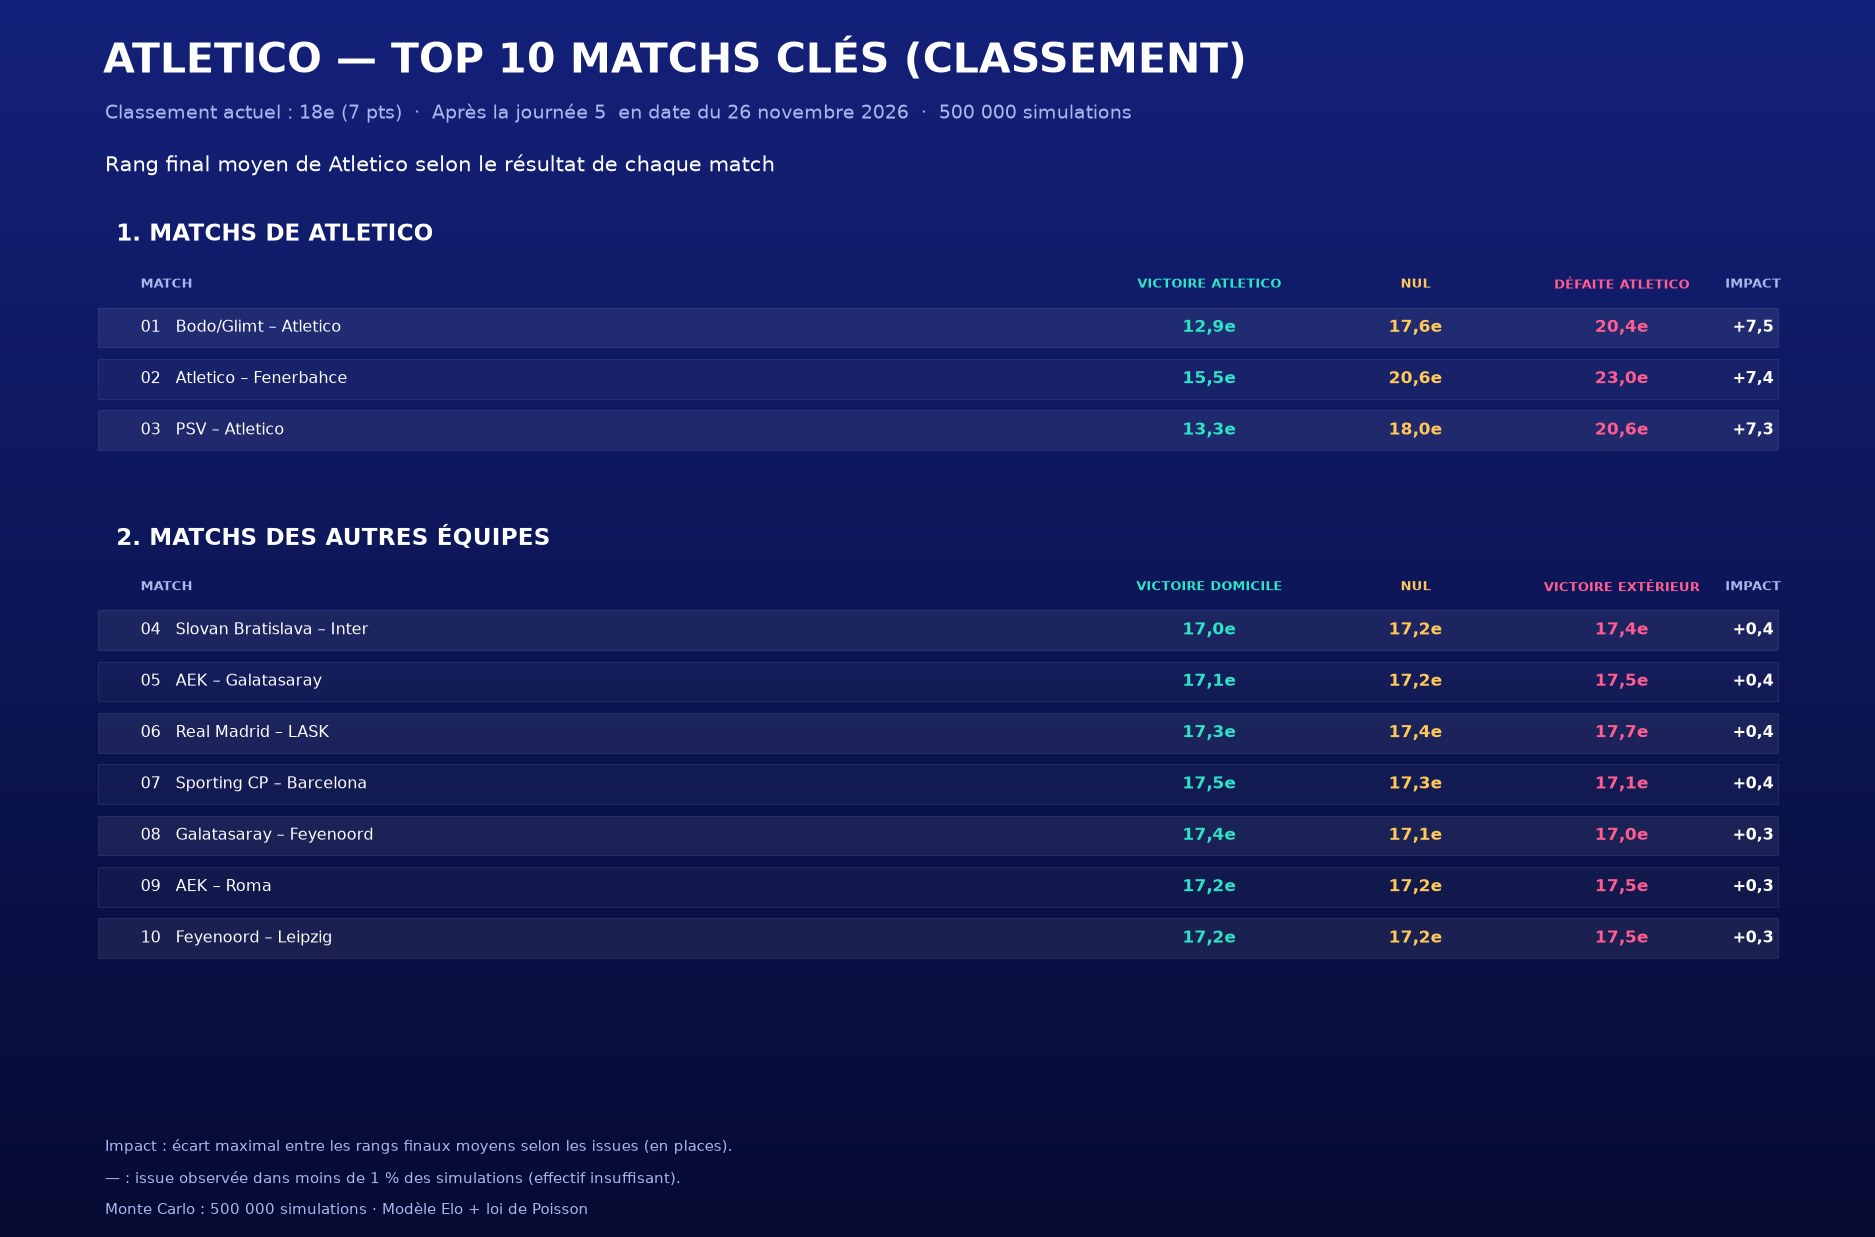 ATLETICO — TOP 10 MATCHS CLÉS (CLASSEMENT)
Classement actuel : 18e (7 pts) · Après la journée 5 en date du 26 novembre 2026 · 500 000 simulations
Rang final moyen de Atletico selon le résultat de chaque match
1. MATCHS DE ATLETICO
MATCH VICTOIRE ATLETICO NUL DÉFAITE ATLETICO IMPACT
01 Bodo/Glimt – Atletico 12,9e 17,6e 20,4e +7,5
02 Atletico – Fenerbahce 15,5e 20,6e 23,0e +7,4
03 PSV – Atletico 13,3e 18,0e 20,6e +7,3
2. MATCHS DES AUTRES ÉQUIPES
MATCH VICTOIRE DOMICILE NUL VICTOIRE EXTÉRIEUR IMPACT
04 Slovan Bratislava – Inter 17,0e 17,2e 17,4e +0,4
05 AEK – Galatasaray 17,1e 17,2e 17,5e +0,4
06 Real Madrid – LASK 17,3e 17,4e 17,7e +0,4
07 Sporting CP – Barcelona 17,5e 17,3e 17,1e +0,4
08 Galatasaray – Feyenoord 17,4e 17,1e 17,0e +0,3
09 AEK – Roma 17,2e 17,2e 17,5e +0,3
10 Feyenoord – Leipzig 17,2e 17,2e 17,5e +0,3
Impact : écart maximal entre les rangs finaux moyens selon les issues (en places).
— : issue observée dans moins de 1 % des simulations (effectif insuffisant).
Monte Carlo : 500 000 simulations · Modèle Elo + loi de Poisson